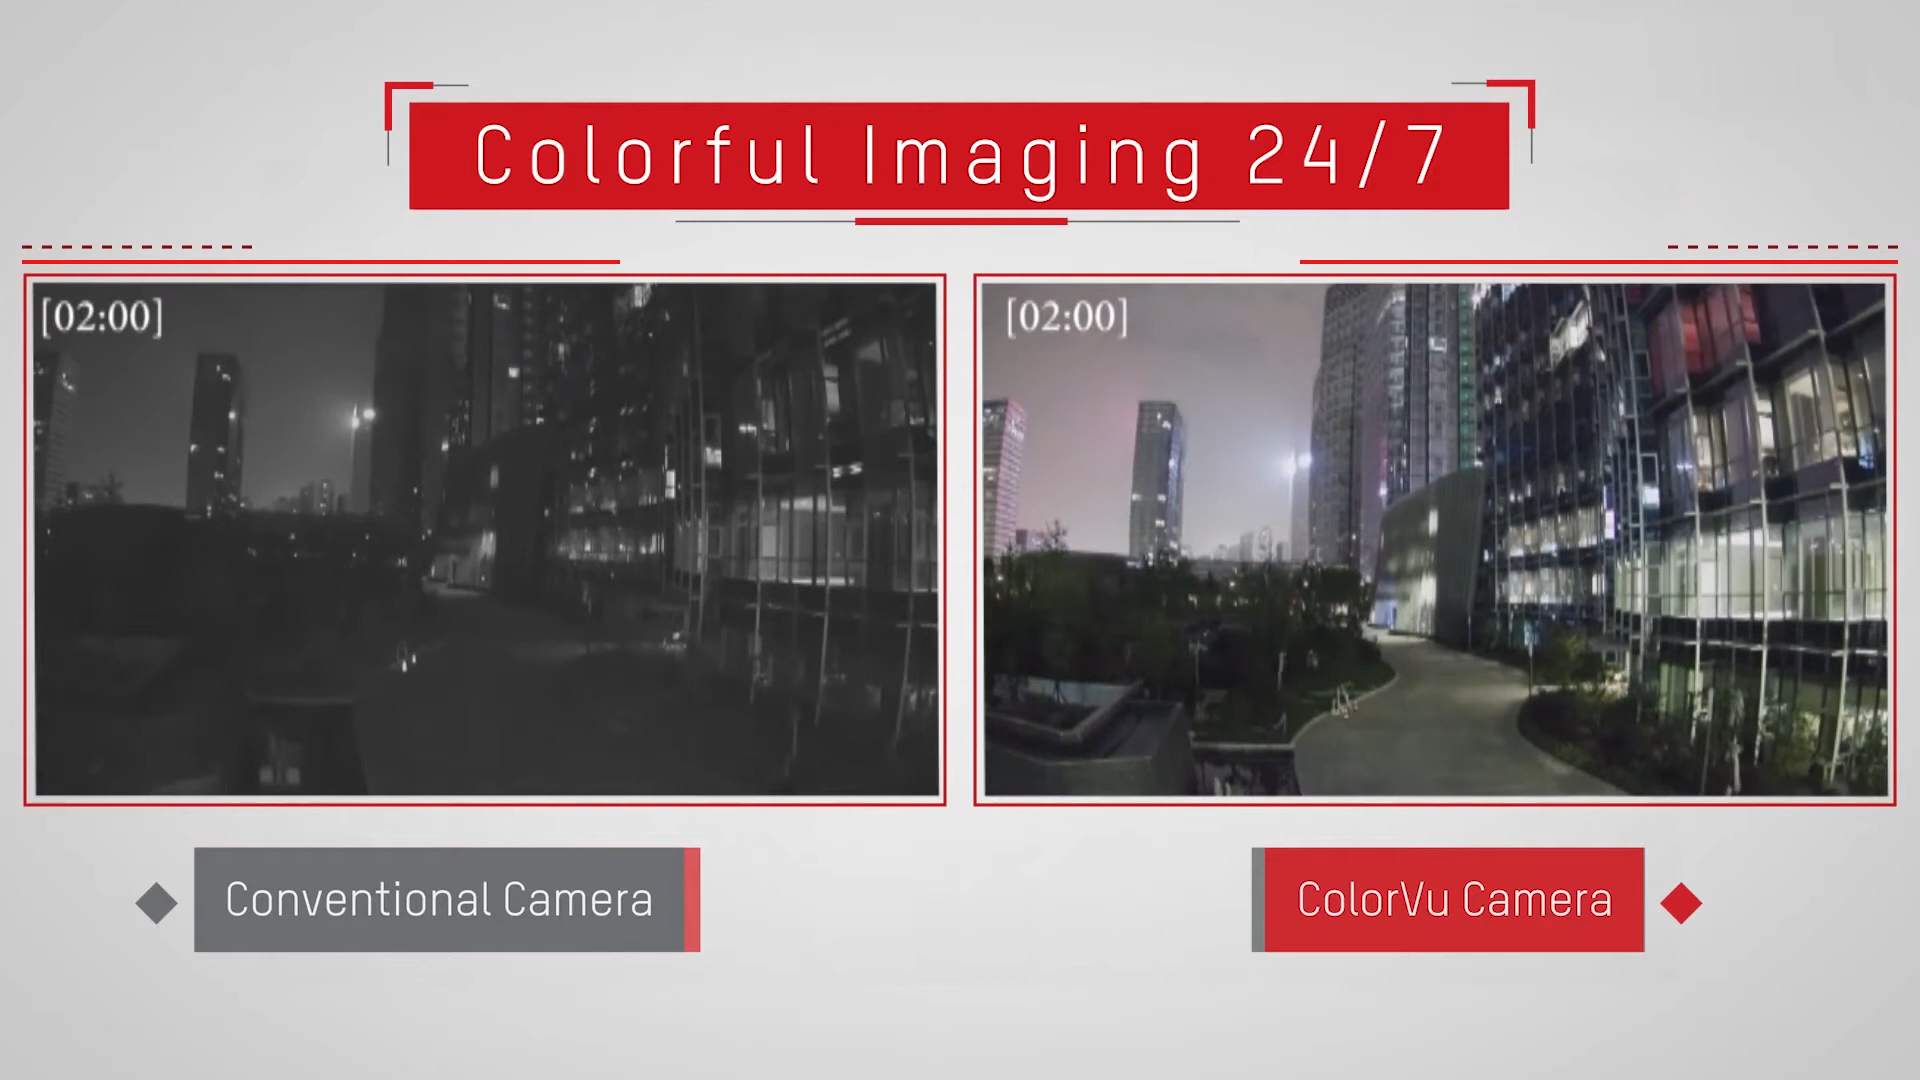 Colorful Imaging 24/7
[02:00]
[02:00]
Conventional Camera
ColorVu Camera